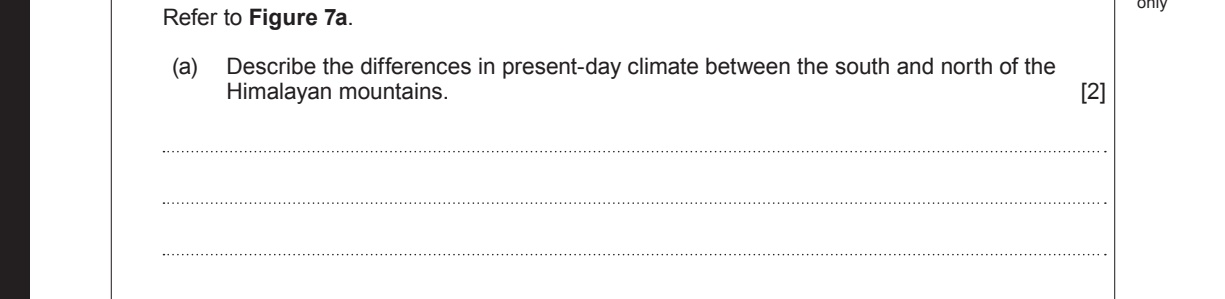 only
Refer to Figure 7a.
(a) Describe the differences in present-day climate between the south and north of the
Himalayan mountains. [2]